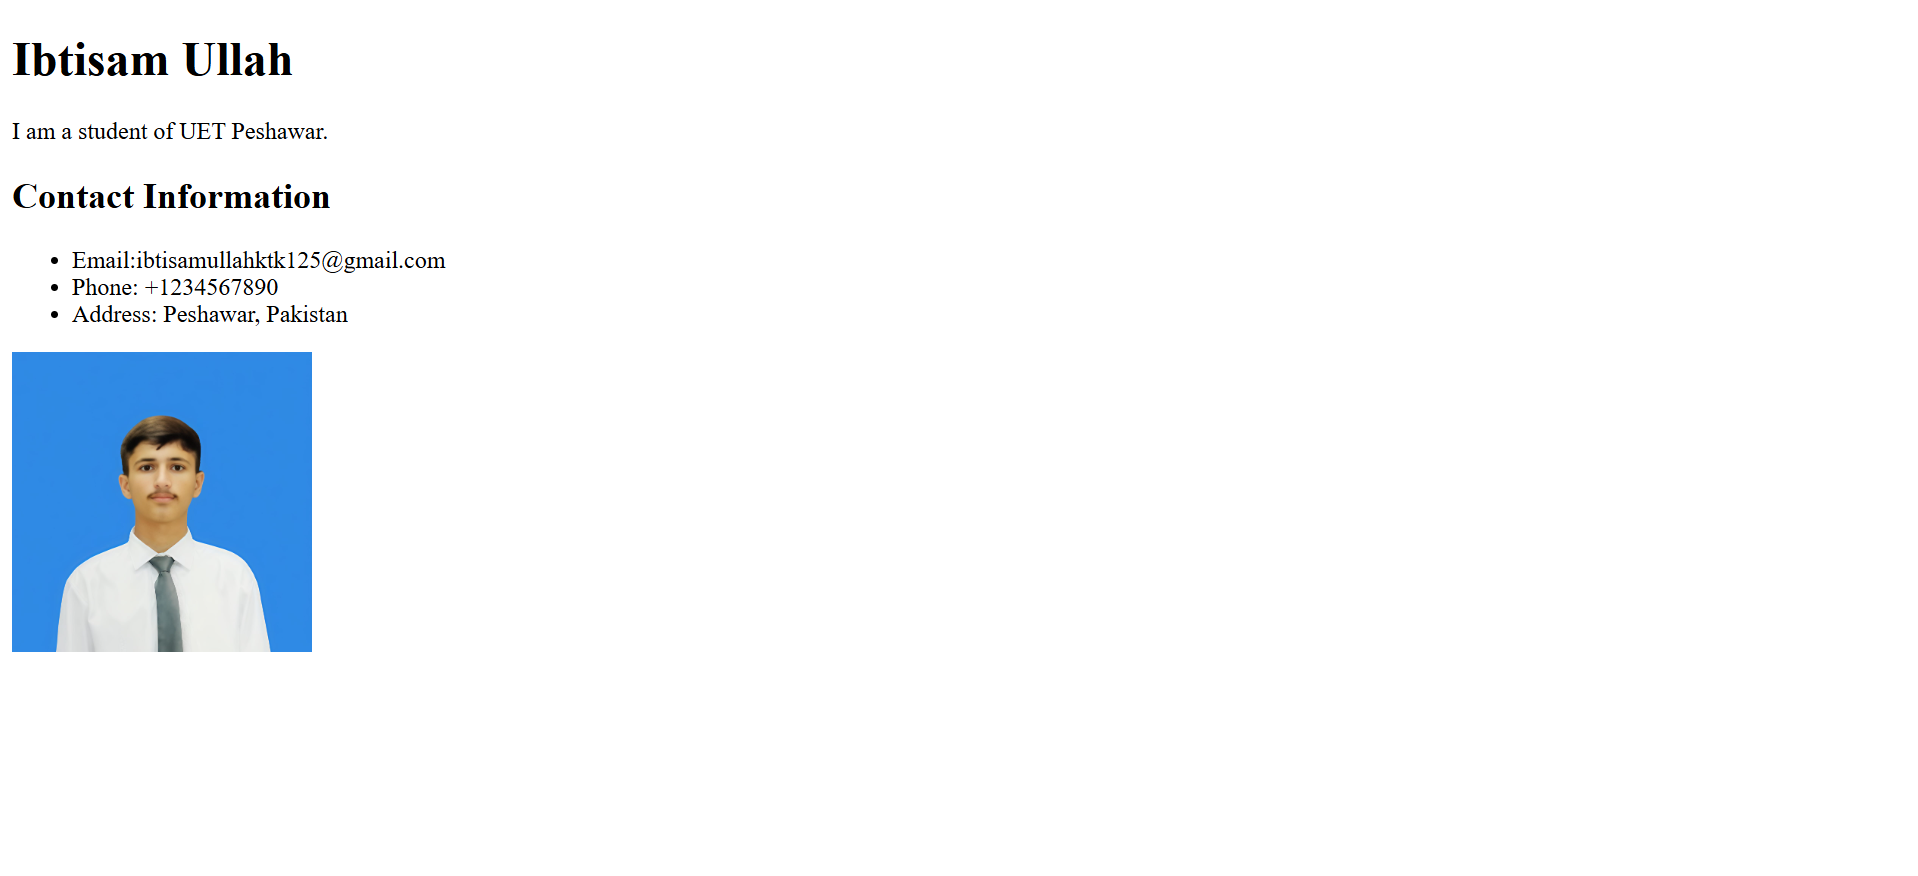 Ibtisam Ullah
I am a student of UET Peshawar.
Contact Information
Email:ibtisamullahktk125@gmail.com
Phone: +1234567890
Address: Peshawar, Pakistan